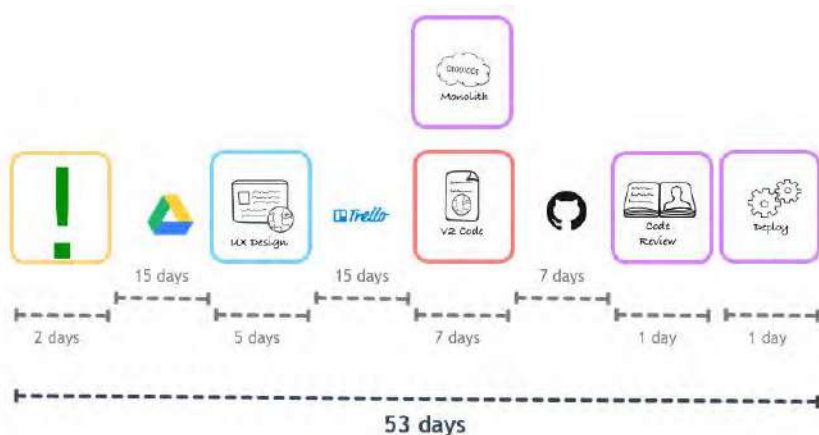 01001001
Monolith
!
UX Design
Trello
V2 Code
Code
Review
Deploy
15 days
15 days
7 days
2 days
5 days
7 days
1 day
1 day
53 days